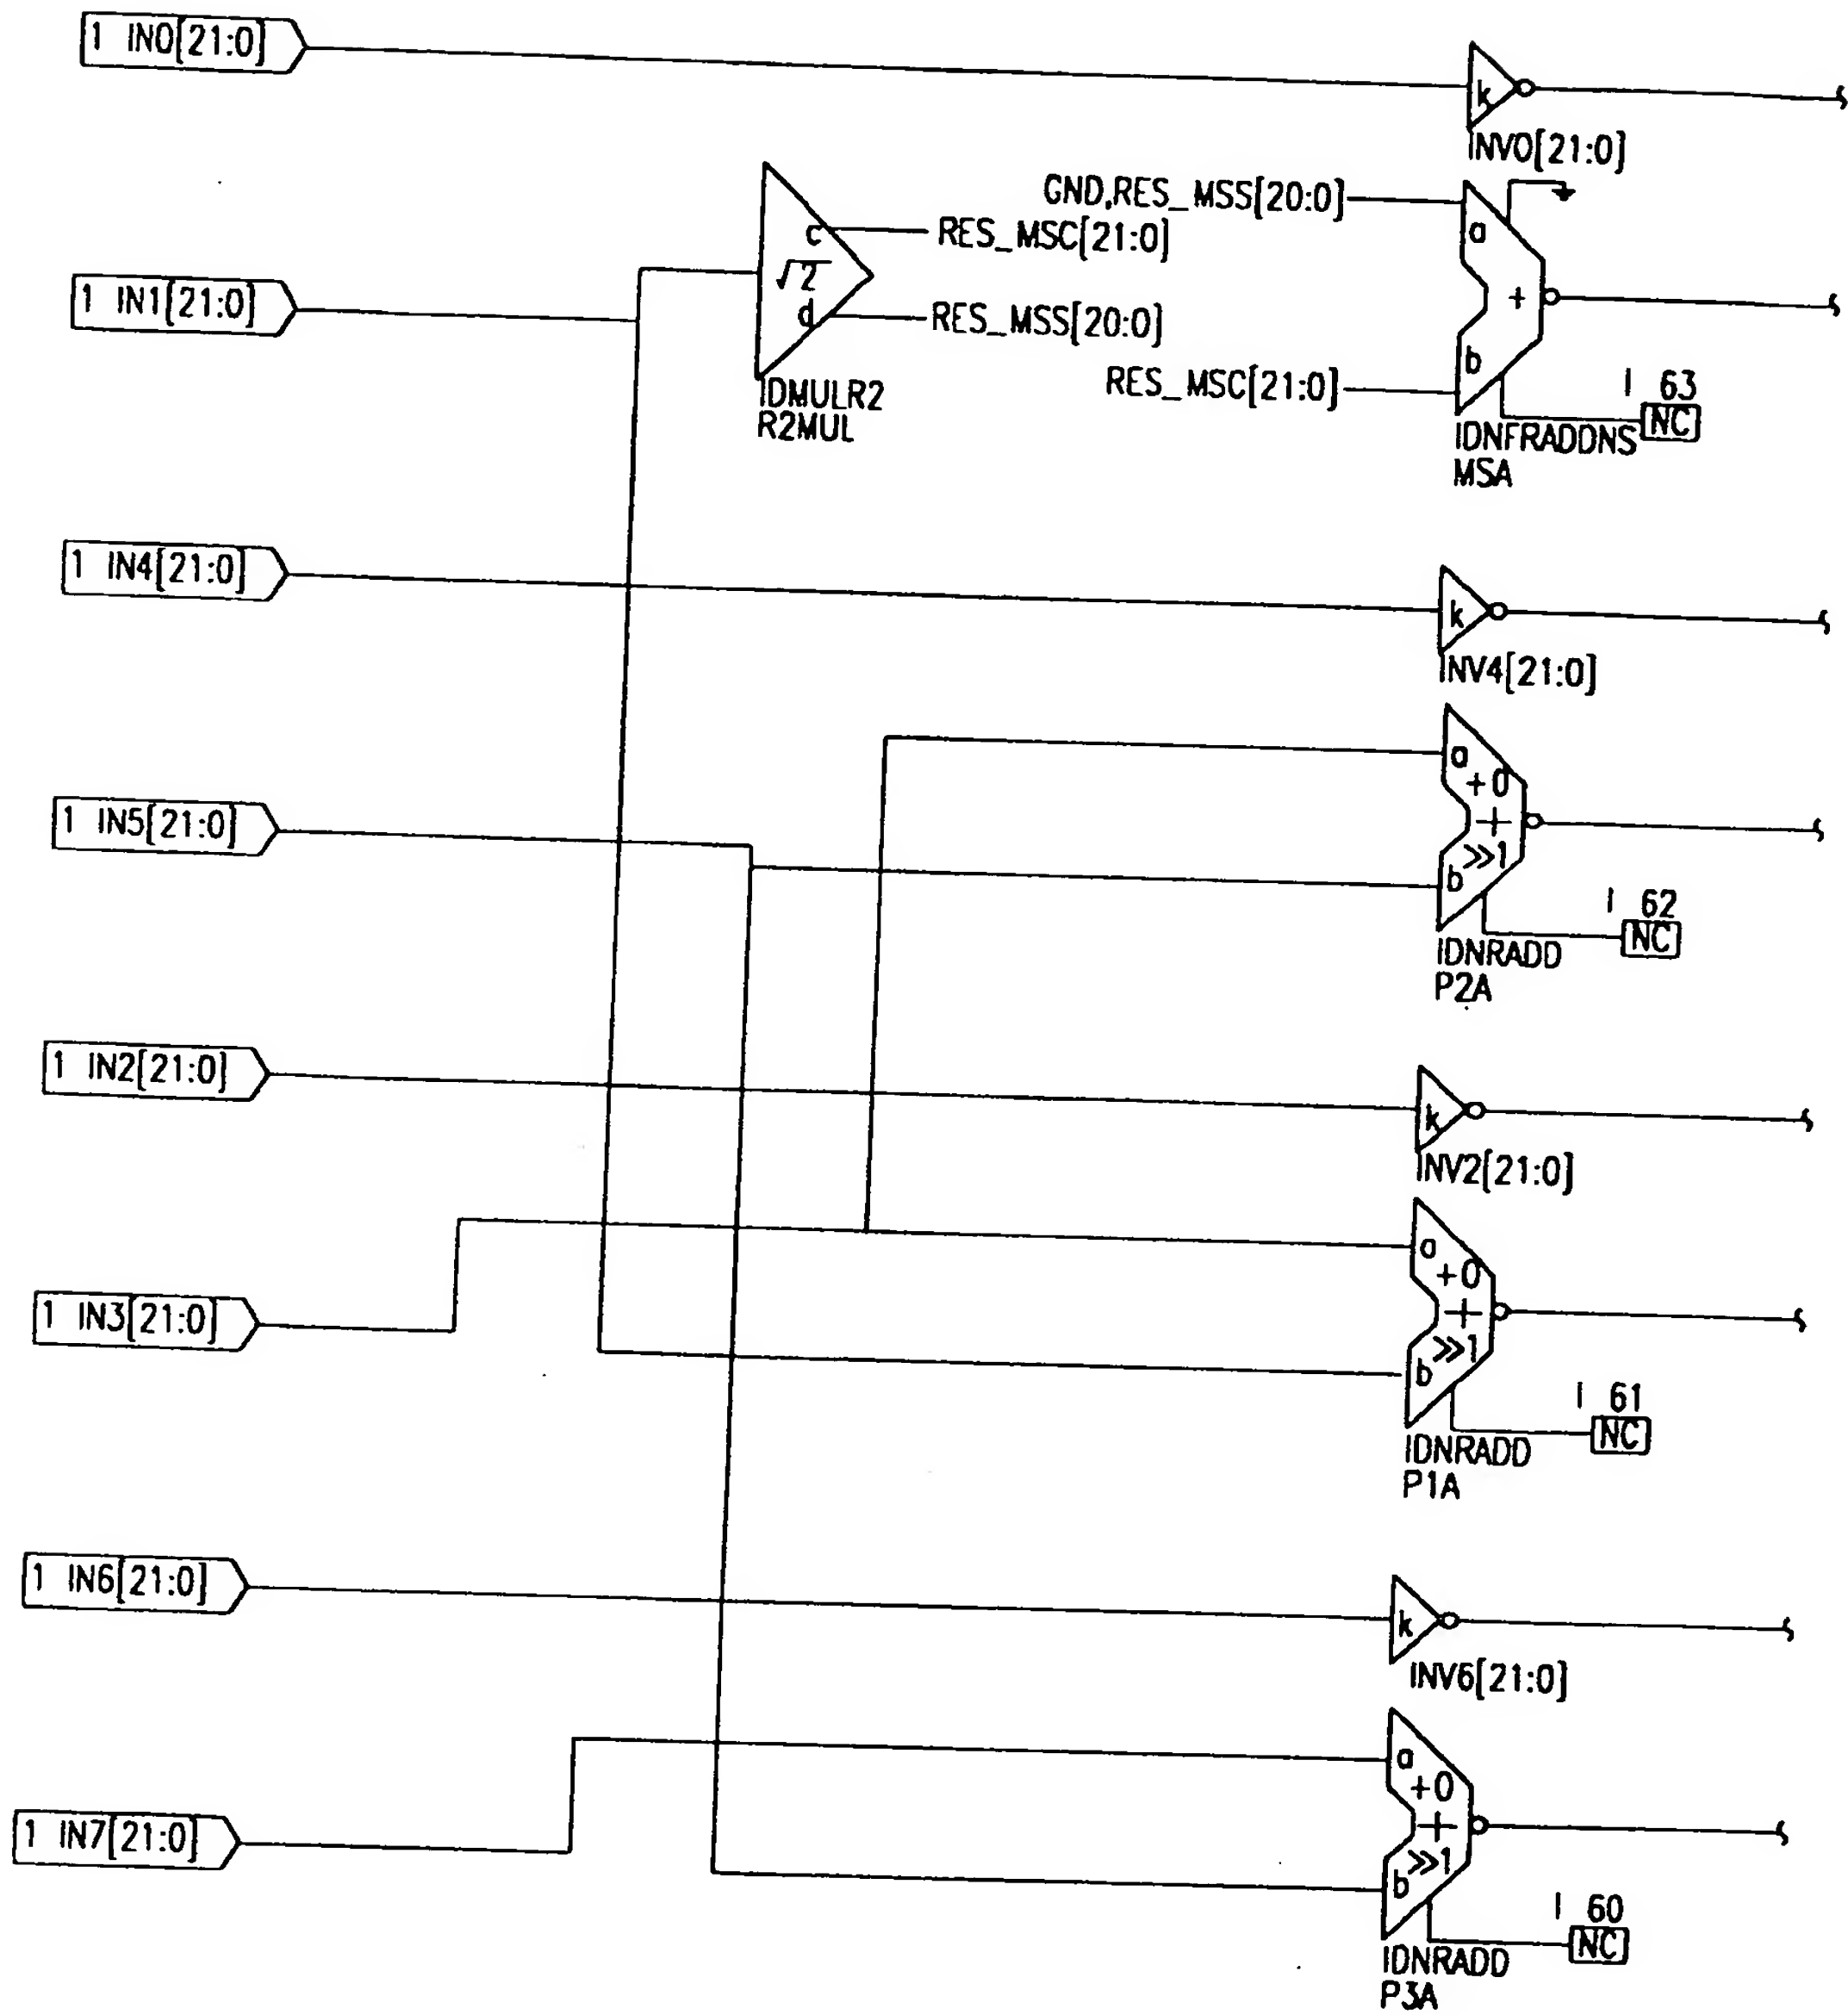 1 IN0[21:0]
k
INV0[21:0]
GND,RES_MSS[20:0]
c
RES_MSC[21:0]
a
√2
1 IN1[21:0]
+
d
RES_MSS[20:0]
b
RES_MSC[21:0]
I 63
NC
IDMULR2
R2MUL
IDNFRADDNS
MSA
1 IN4[21:0]
k
INV4[21:0]
a
+0
1 IN5[21:0]
+
>>1
b
I 62
NC
IDNRADD
P2A
1 IN2[21:0]
k
INV2[21:0]
a
+0
1 IN3[21:0]
+
>>1
b
I 61
NC
IDNRADD
P1A
1 IN6[21:0]
k
INV6[21:0]
a
+0
1 IN7[21:0]
+
>>1
b
I 60
NC
IDNRADD
P3A